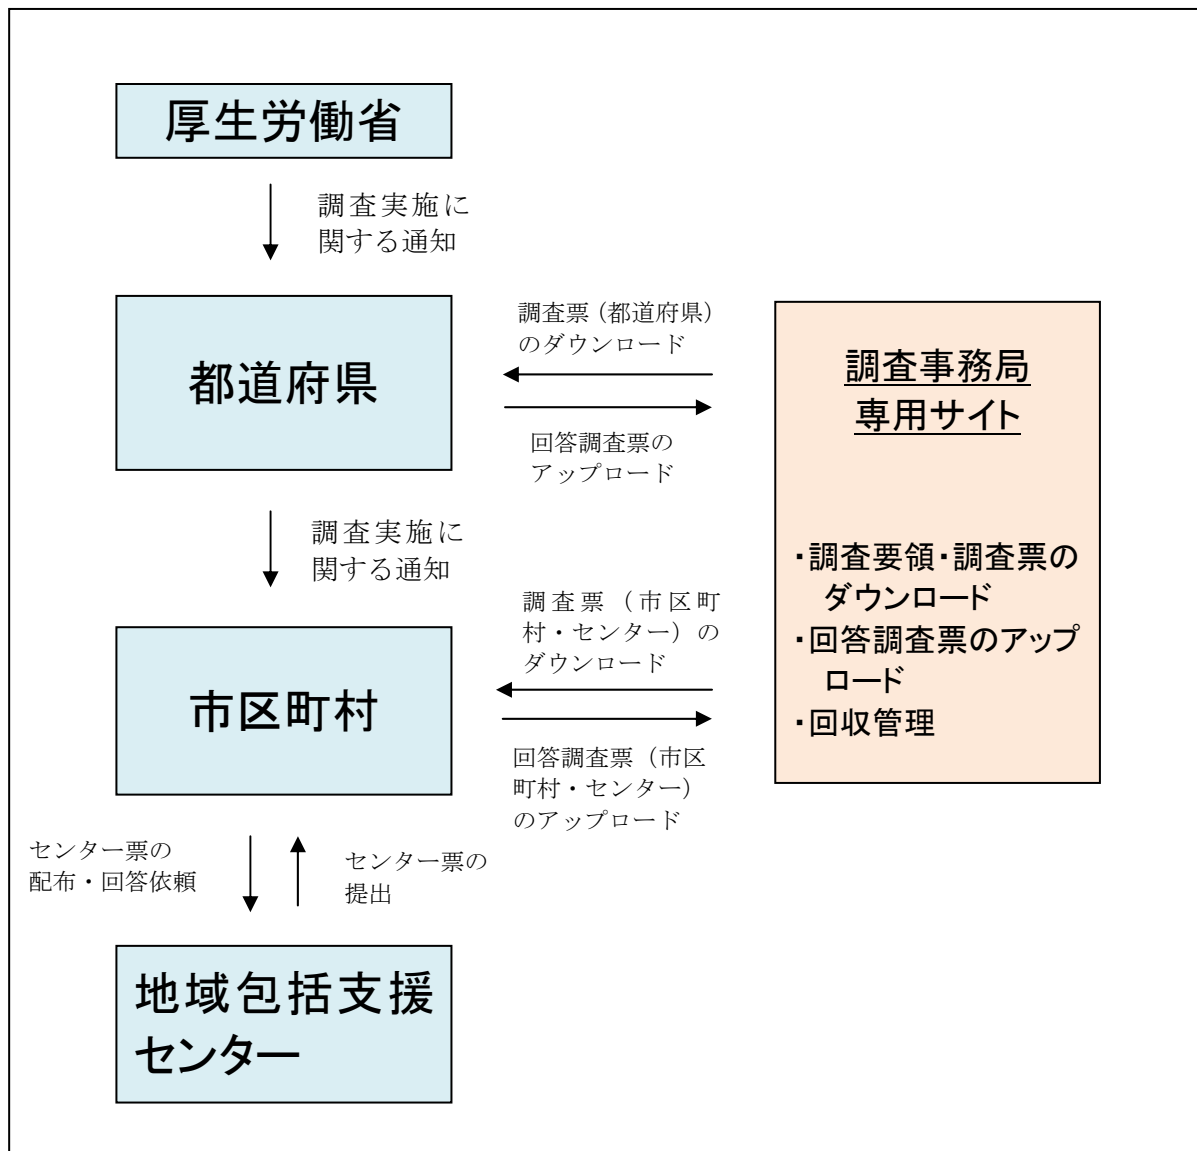 厚生労働省
調査実施に
関する通知
都道府県
調査票（都道府県）
のダウンロード
回答調査票の
アップロード
調査事務局
専用サイト
・調査要領・調査票の
ダウンロード
・回答調査票のアップ
ロード
・回収管理
調査実施に
関する通知
市区町村
調査票（市区町
村・センター）の
ダウンロード
回答調査票（市区
町村・センター）
のアップロード
センター票の
配布・回答依頼
センター票の
提出
地域包括支援
センター